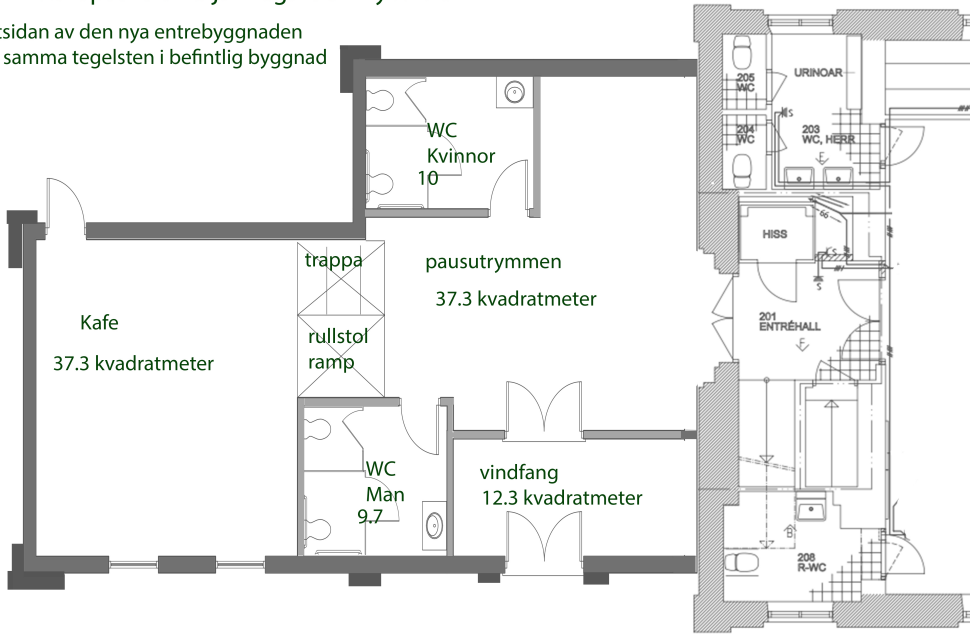 tsidan av den nya entrebyggnaden
samma tegelsten i befintlig byggnad
WC
Kvinnor
10
trappa
pausutrymmen
37.3 kvadratmeter
Kafe
37.3 kvadratmeter
rullstol
ramp
WC
Man
9.7
vindfang
12.3 kvadratmeter
205
WC
URINOAR
204
WC
203
WC, HERR
HISS
66
S
201
ENTRÉHALL
208
R-WC